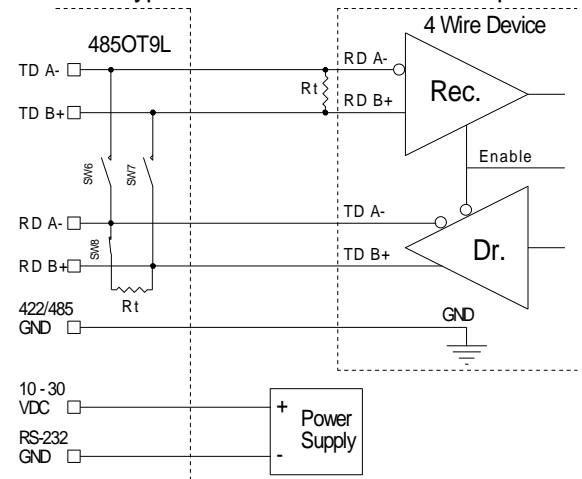 4 Wire Device
485OT9L
TD A-
RD A-
Rt
Rec.
TD B+
RD B+
Enable
SW6
SW7
RD A-
TD A-
SW8
Dr.
RD B+
TD B+
Rt
422/485
GND
GND
10 - 30
VDC
+
Power
Supply
RS-232
GND
-